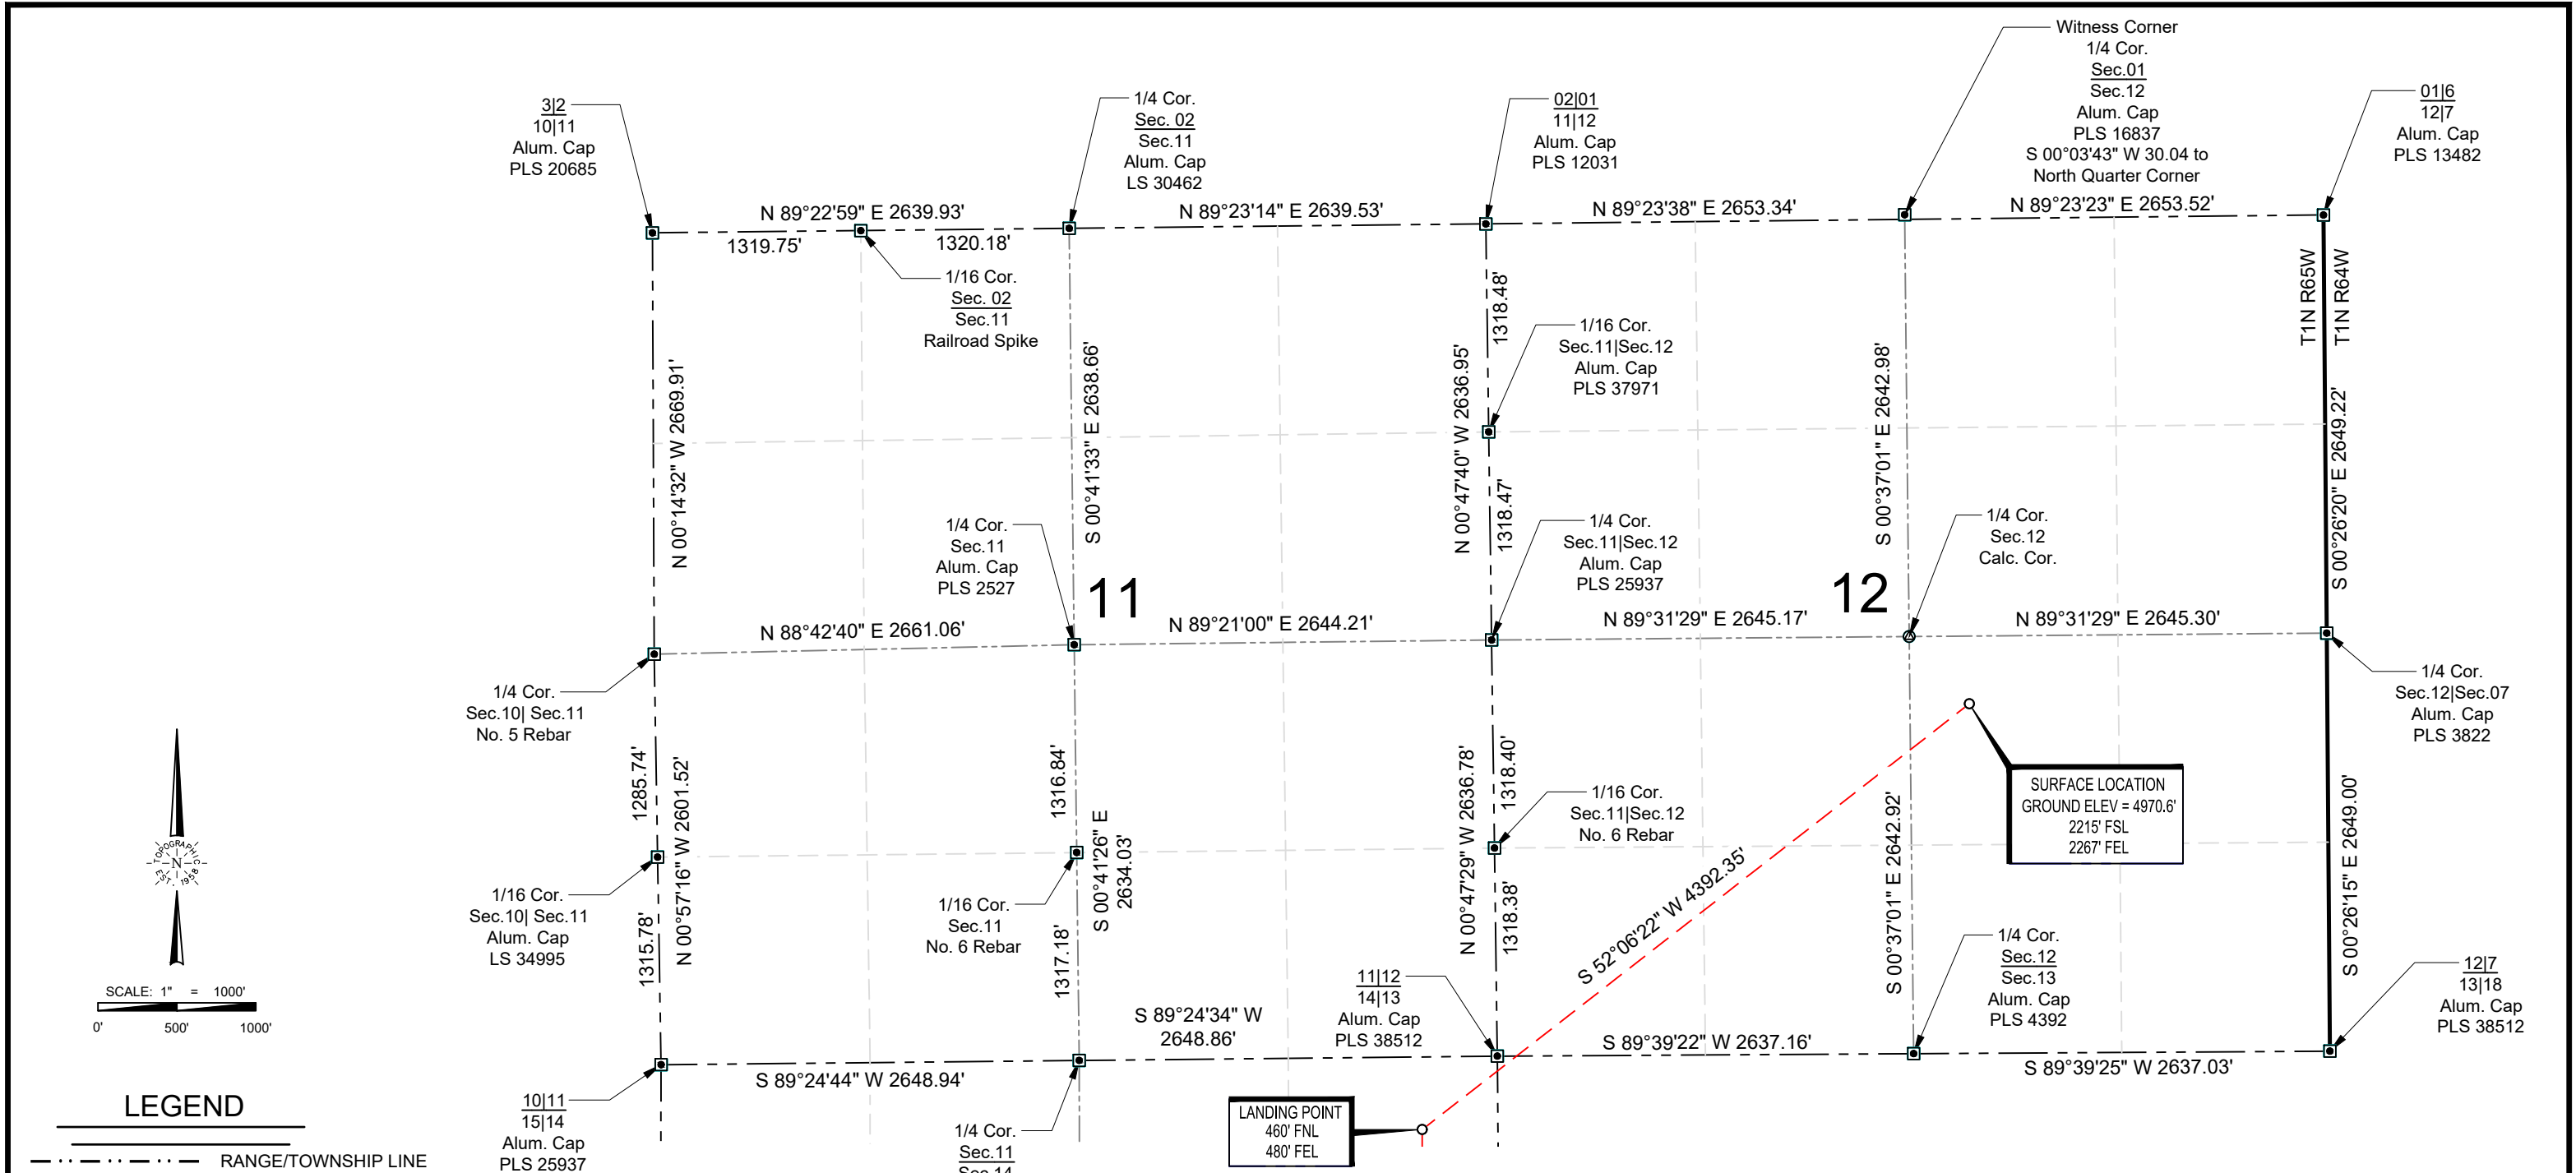 Witness Corner
1/4 Cor.
Sec.01
Sec.12
Alum. Cap
PLS 16837
S 00°03'43" W 30.04 to
North Quarter Corner
3|2
10|11
Alum. Cap
PLS 20685
1/4 Cor.
Sec. 02
Sec.11
Alum. Cap
LS 30462
02|01
11|12
Alum. Cap
PLS 12031
01|6
12|7
Alum. Cap
PLS 13482
N 89°22'59" E 2639.93'
1319.75'
1320.18'
N 89°23'14" E 2639.53'
N 89°23'38" E 2653.34'
N 89°23'23" E 2653.52'
1/16 Cor.
Sec. 02
Sec.11
Railroad Spike
1318.48'
T1N R65W
T1N R64W
1/16 Cor.
Sec.11|Sec.12
Alum. Cap
PLS 37971
N 00°14'32" W 2669.91'
S 00°41'33" E 2638.66'
N 00°47'40" W 2636.95'
1318.47'
S 00°37'01" E 2642.98'
S 00°26'20" E 2649.22'
1/4 Cor.
Sec.11
Alum. Cap
PLS 2527
11
1/4 Cor.
Sec.11|Sec.12
Alum. Cap
PLS 25937
12
1/4 Cor.
Sec.12
Calc. Cor.
N 88°42'40" E 2661.06'
N 89°21'00" E 2644.21'
N 89°31'29" E 2645.17'
N 89°31'29" E 2645.30'
1/4 Cor.
Sec.10| Sec.11
No. 5 Rebar
1/4 Cor.
Sec.12|Sec.07
Alum. Cap
PLS 3822
1285.74'
N 00°57'16" W 2601.52'
1315.78'
1316.84'
S 00°41'26" E
2634.03'
1317.18'
N 00°47'29" W 2636.78'
1318.40'
1318.38'
1/16 Cor.
Sec.11|Sec.12
No. 6 Rebar
SURFACE LOCATION
GROUND ELEV = 4970.6'
2215' FSL
2267' FEL
S 52°06'22" W 4392.35'
S 00°37'01" E 2642.92'
S 00°26'15" E 2649.00'
TOPOGRAPHIC
N
EST. 1958
1/16 Cor.
Sec.10| Sec.11
Alum. Cap
LS 34995
1/16 Cor.
Sec.11
No. 6 Rebar
SCALE: 1" = 1000'
0' 500' 1000'
11|12
14|13
Alum. Cap
PLS 38512
1/4 Cor.
Sec.12
Sec.13
Alum. Cap
PLS 4392
12|7
13|18
Alum. Cap
PLS 38512
S 89°24'34" W
2648.86'
S 89°39'22" W 2637.16'
S 89°39'25" W 2637.03'
S 89°24'44" W 2648.94'
10|11
15|14
Alum. Cap
PLS 25937
1/4 Cor.
Sec.11
Sec.14
LANDING POINT
460' FNL
480' FEL
LEGEND
RANGE/TOWNSHIP LINE